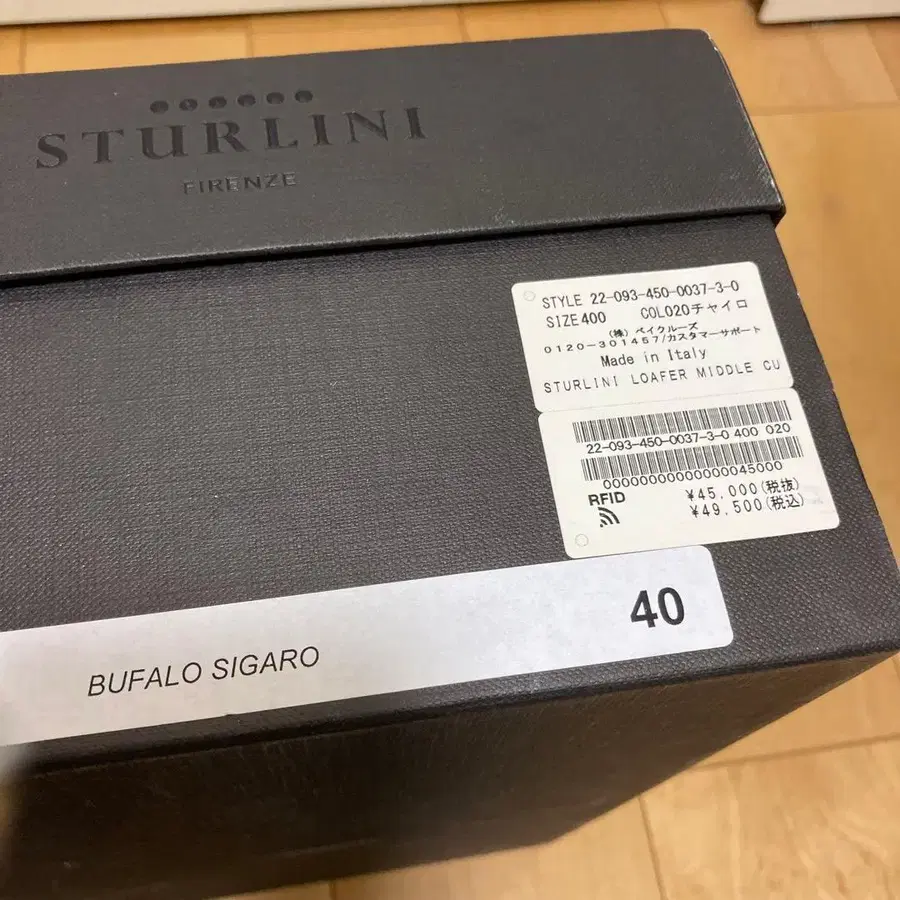 STURLINI
FIRENZE
STYLE 22-093-450-0037-3-0
SIZE400 COL020チャイロ
(株) ベイクルーズ
0120-301457/カスタマーサポート
Made in Italy
STURLINI LOAFER MIDDLE CU
22-093-450-0037-3-0 400 020
00000000000000045000
RFID
¥45,000(税抜)
¥49,500(税込)
40
BUFALO SIGARO